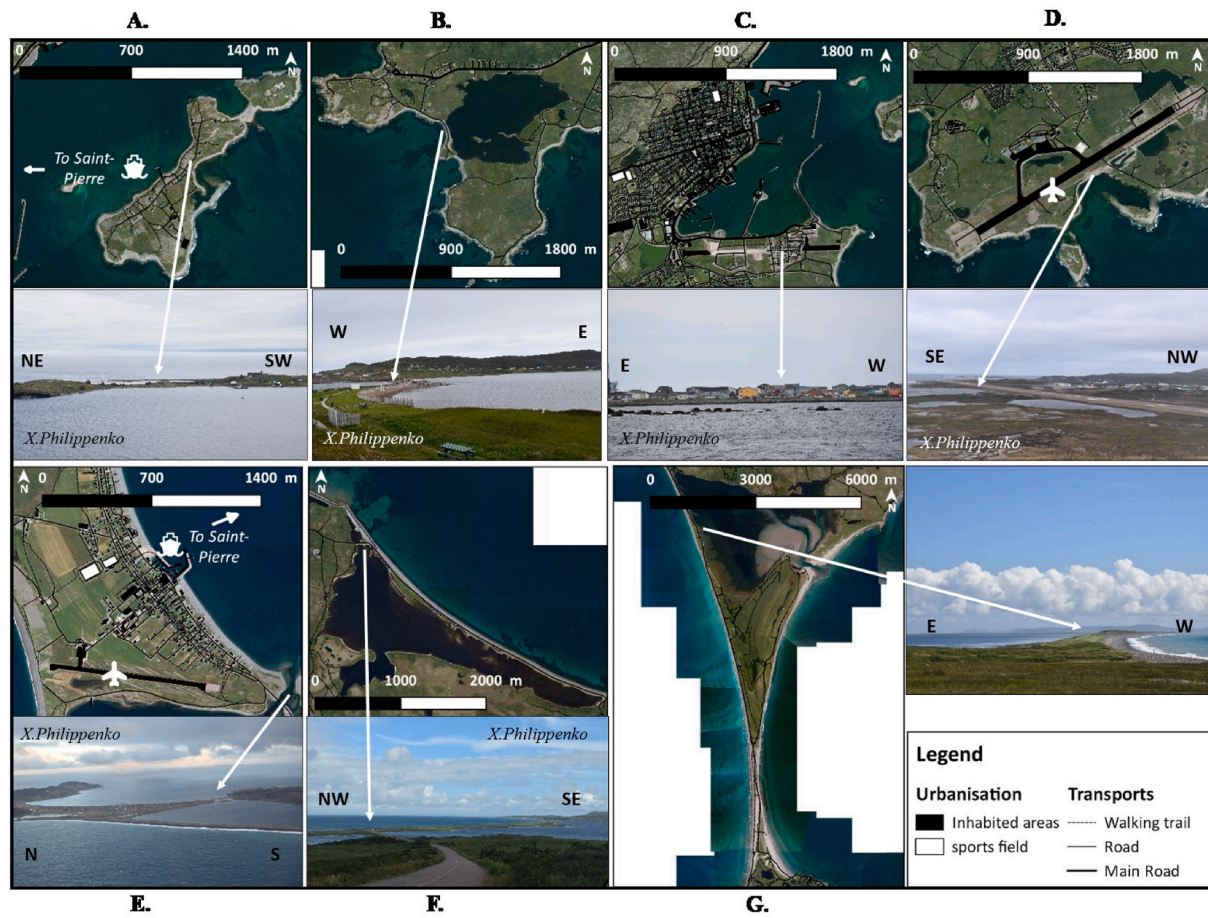 A.
B.
C.
D.
0 700 1400 m
N
To Saint-
Pierre
NE
SW
X.Philippenko
N
0 900 1800 m
W
E
X.Philippenko
0 900 1800 m
N
E
W
X.Philippenko
0 900 1800 m
N
SE
NW
X.Philippenko
N
0 700 1400 m
To Saint-
Pierre
X.Philippenko
N
S
N
0 1000 2000 m
X.Philippenko
NW
SE
0 3000 6000 m
N
E
W
Legend
Urbanisation
Inhabited areas
sports field
Transports
Walking trail
Road
Main Road
E.
F.
G.